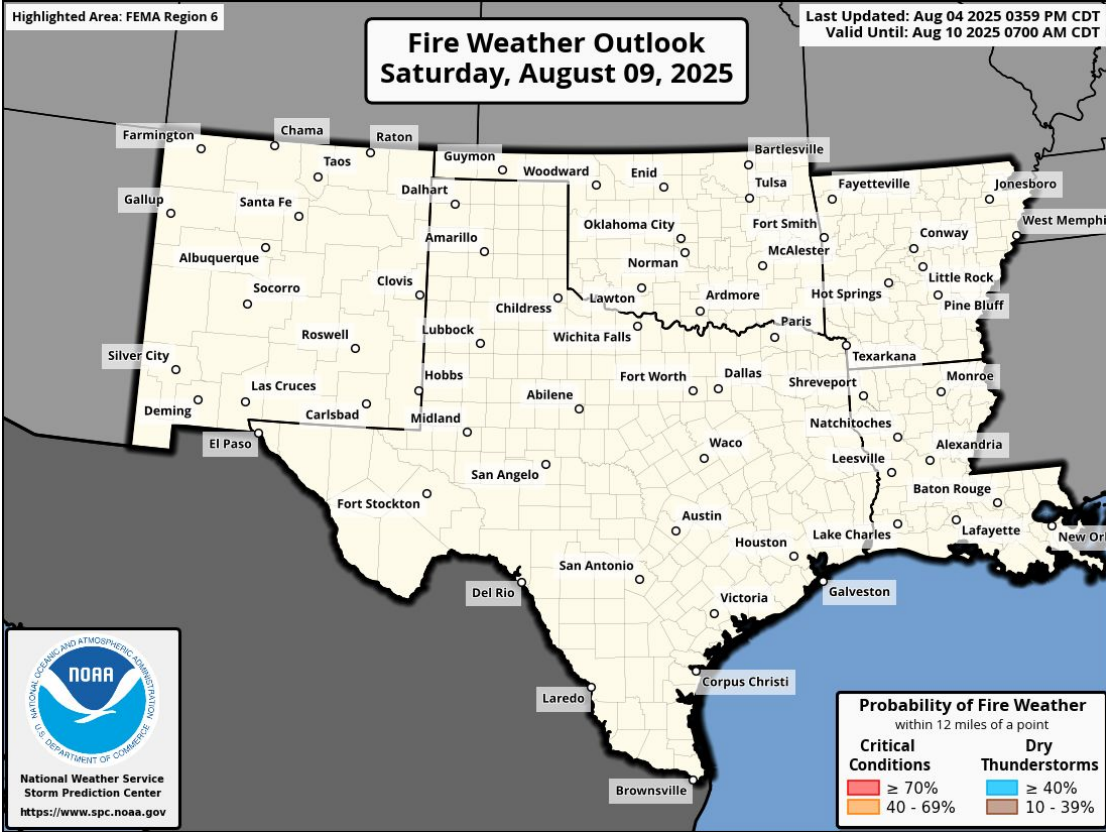 Highlighted Area: FEMA Region 6
Fire Weather Outlook
Saturday, August 09, 2025
Last Updated: Aug 04 2025 0359 PM CDT
Valid Until: Aug 10 2025 0700 AM CDT
Farmington
Chama
Raton
Taos
Guymon
Woodward
Enid
Bartlesville
Tulsa
Fayetteville
Jonesboro
Gallup
Santa Fe
Dalhart
Oklahoma City
Fort Smith
West Memphi
Albuquerque
Amarillo
Norman
McAlester
Conway
Little Rock
Socorro
Clovis
Childress
Lawton
Ardmore
Hot Springs
Pine Bluff
Roswell
Lubbock
Wichita Falls
Paris
Texarkana
Silver City
Las Cruces
Hobbs
Abilene
Fort Worth
Dallas
Shreveport
Monroe
Deming
Carlsbad
Midland
Natchitoches
El Paso
Waco
Alexandria
San Angelo
Leesville
Fort Stockton
Baton Rouge
Austin
Houston
Lake Charles
Lafayette
New Orl
San Antonio
Del Rio
Victoria
Galveston
Laredo
Corpus Christi
Brownsville
NATIONAL OCEANIC AND ATMOSPHERIC ADMINISTRATION
NOAA
U.S. DEPARTMENT OF COMMERCE
National Weather Service
Storm Prediction Center
https://www.spc.noaa.gov
Probability of Fire Weather
within 12 miles of a point
Critical Conditions
≥ 70%
40 - 69%
Dry Thunderstorms
≥ 40%
10 - 39%